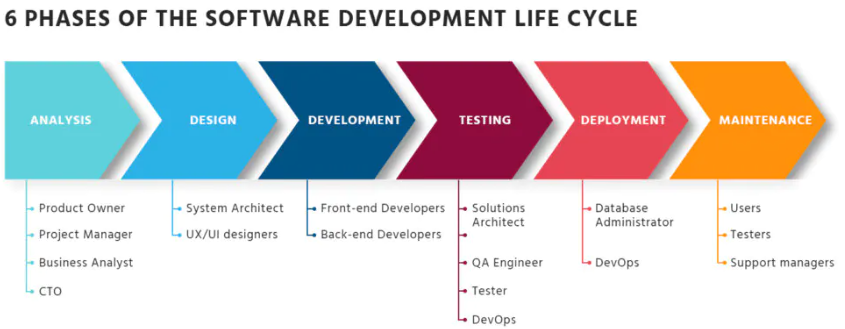 6 PHASES OF THE SOFTWARE DEVELOPMENT LIFE CYCLE
ANALYSIS
DESIGN
DEVELOPMENT
TESTING
DEPLOYMENT
MAINTENANCE
Product Owner
Project Manager
Business Analyst
CTO
System Architect
UX/UI designers
Front-end Developers
Back-end Developers
Solutions
Architect
QA Engineer
Tester
DevOps
Database
Administrator
DevOps
Users
Testers
Support managers